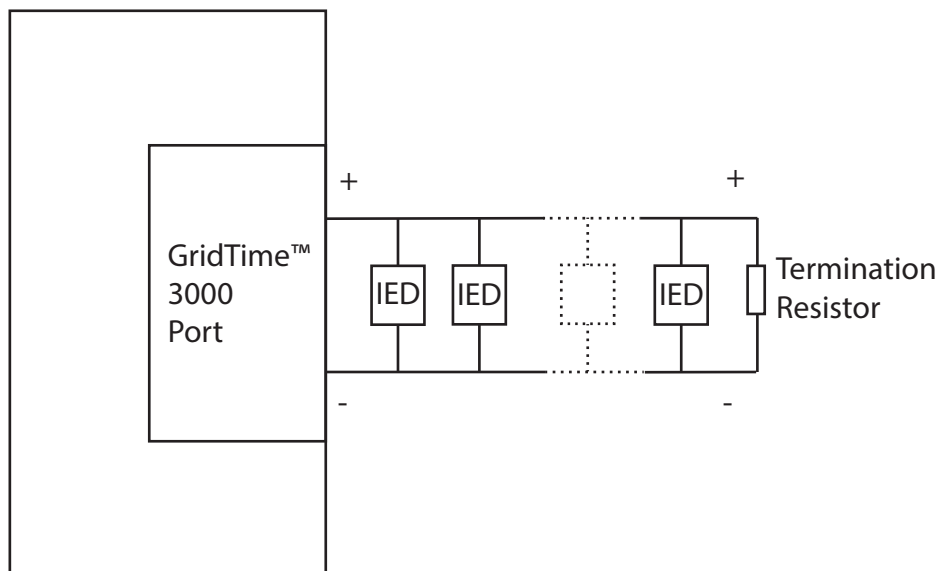 +
+
GridTime™
3000
Port
IED
IED
IED
Termination
Resistor
-
-